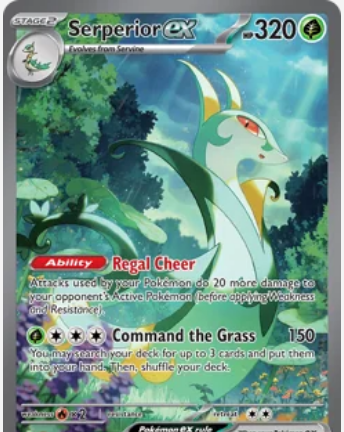 STAGE 2
Serperior ex HP 320
Evolves from Servine
Ability Regal Cheer
Attacks used by your Pokémon do 20 more damage to
your opponent's Active Pokémon (before applying Weakness
and Resistance).
Command the Grass 150
You may search your deck for up to 3 cards and put them
into your hand. Then, shuffle your deck.
weakness ×2 resistance retreat
Pokémon ex rule